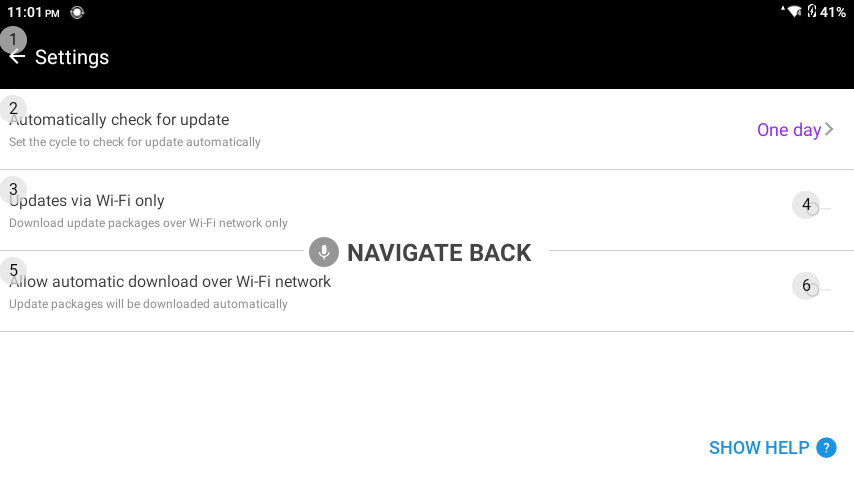 11:01 PM
41%
1
Settings
2
Automatically check for update
Set the cycle to check for update automatically
One day
3
Updates via Wi-Fi only
Download update packages over Wi-Fi network only
4
NAVIGATE BACK
5
Allow automatic download over Wi-Fi network
Update packages will be downloaded automatically
6
SHOW HELP ?